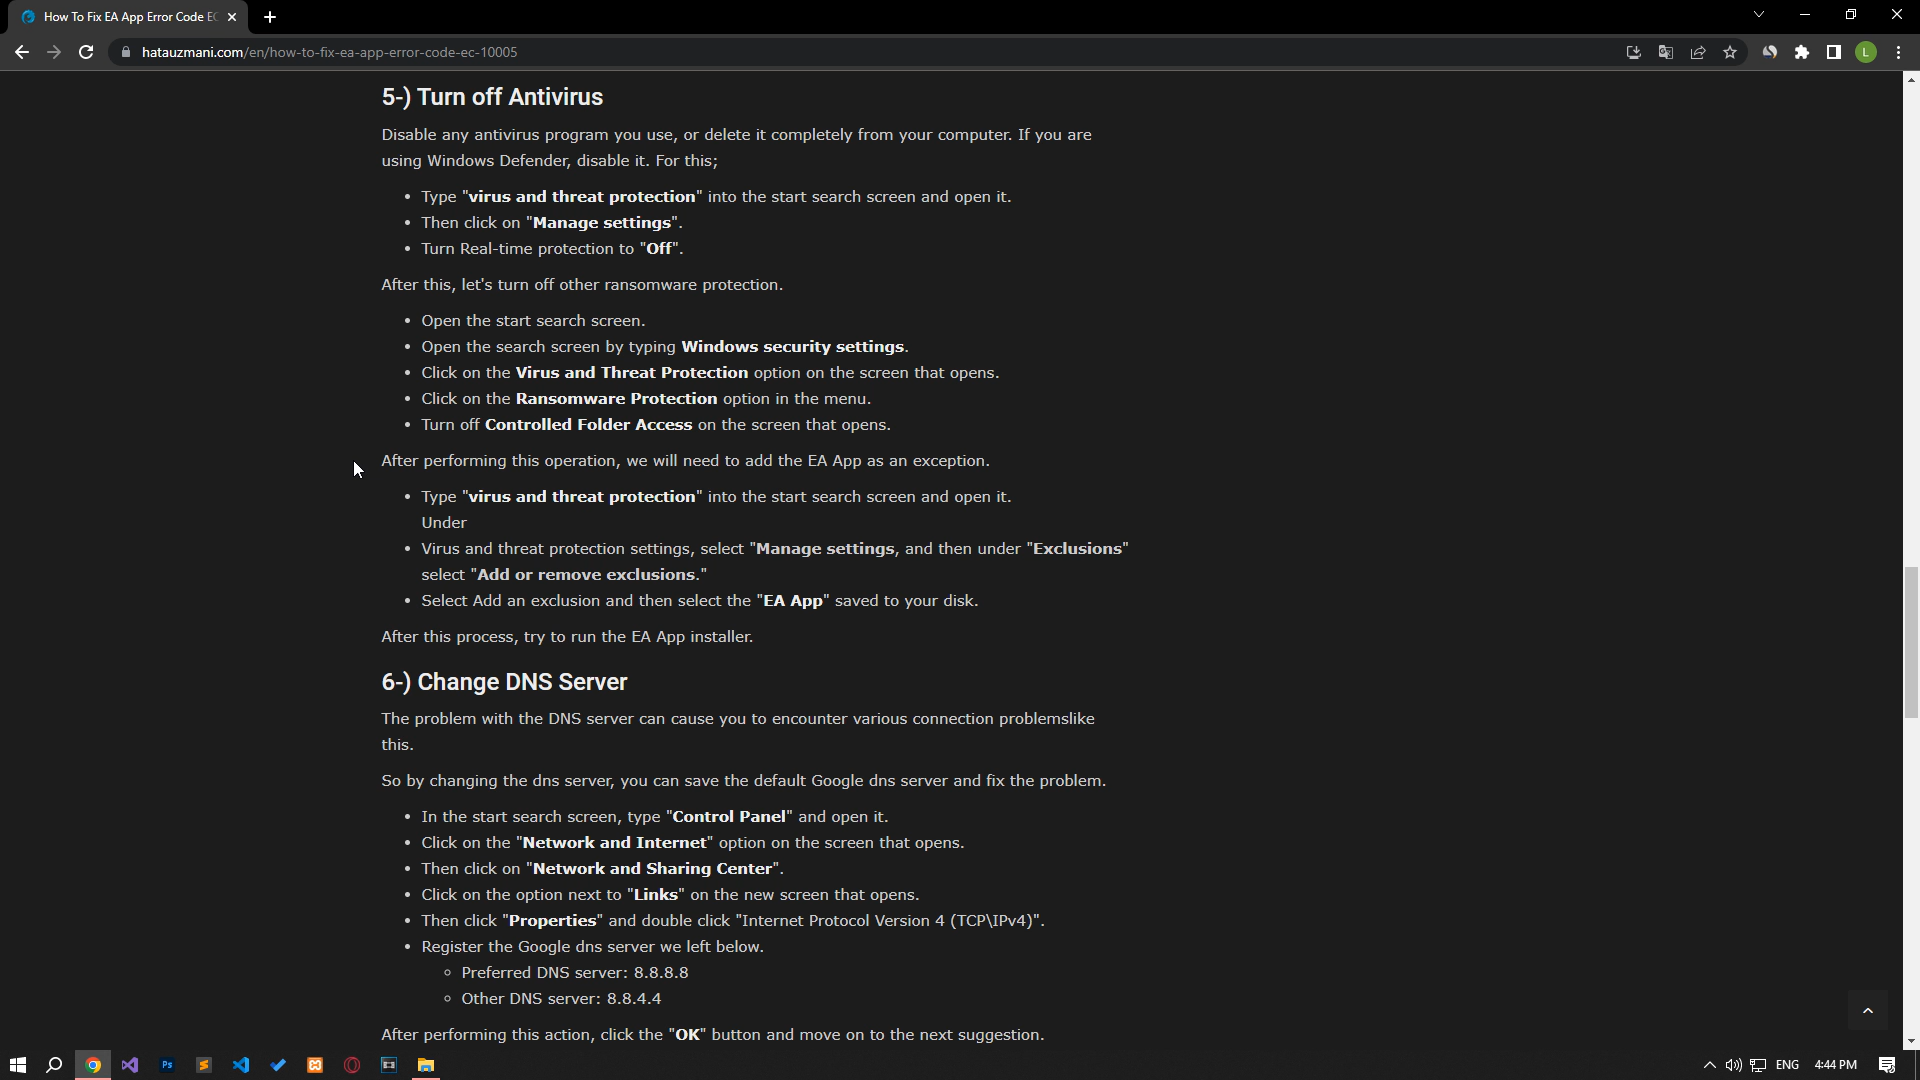 How To Fix EA App Error Code EC
hatauzmani.com/en/how-to-fix-ea-app-error-code-ec-10005
L
5-) Turn off Antivirus
Disable any antivirus program you use, or delete it completely from your computer. If you are
using Windows Defender, disable it. For this;
• Type "virus and threat protection" into the start search screen and open it.
• Then click on "Manage settings".
• Turn Real-time protection to "Off".
After this, let's turn off other ransomware protection.
• Open the start search screen.
• Open the search screen by typing Windows security settings.
• Click on the Virus and Threat Protection option on the screen that opens.
• Click on the Ransomware Protection option in the menu.
• Turn off Controlled Folder Access on the screen that opens.
After performing this operation, we will need to add the EA App as an exception.
• Type "virus and threat protection" into the start search screen and open it.
Under
• Virus and threat protection settings, select "Manage settings, and then under "Exclusions"
select "Add or remove exclusions."
• Select Add an exclusion and then select the "EA App" saved to your disk.
After this process, try to run the EA App installer.
6-) Change DNS Server
The problem with the DNS server can cause you to encounter various connection problemslike
this.
So by changing the dns server, you can save the default Google dns server and fix the problem.
• In the start search screen, type "Control Panel" and open it.
• Click on the "Network and Internet" option on the screen that opens.
• Then click on "Network and Sharing Center".
• Click on the option next to "Links" on the new screen that opens.
• Then click "Properties" and double click "Internet Protocol Version 4 (TCP\IPv4)".
• Register the Google dns server we left below.
◦ Preferred DNS server: 8.8.8.8
◦ Other DNS server: 8.8.4.4
After performing this action, click the "OK" button and move on to the next suggestion.
Ps
ENG
4:44 PM